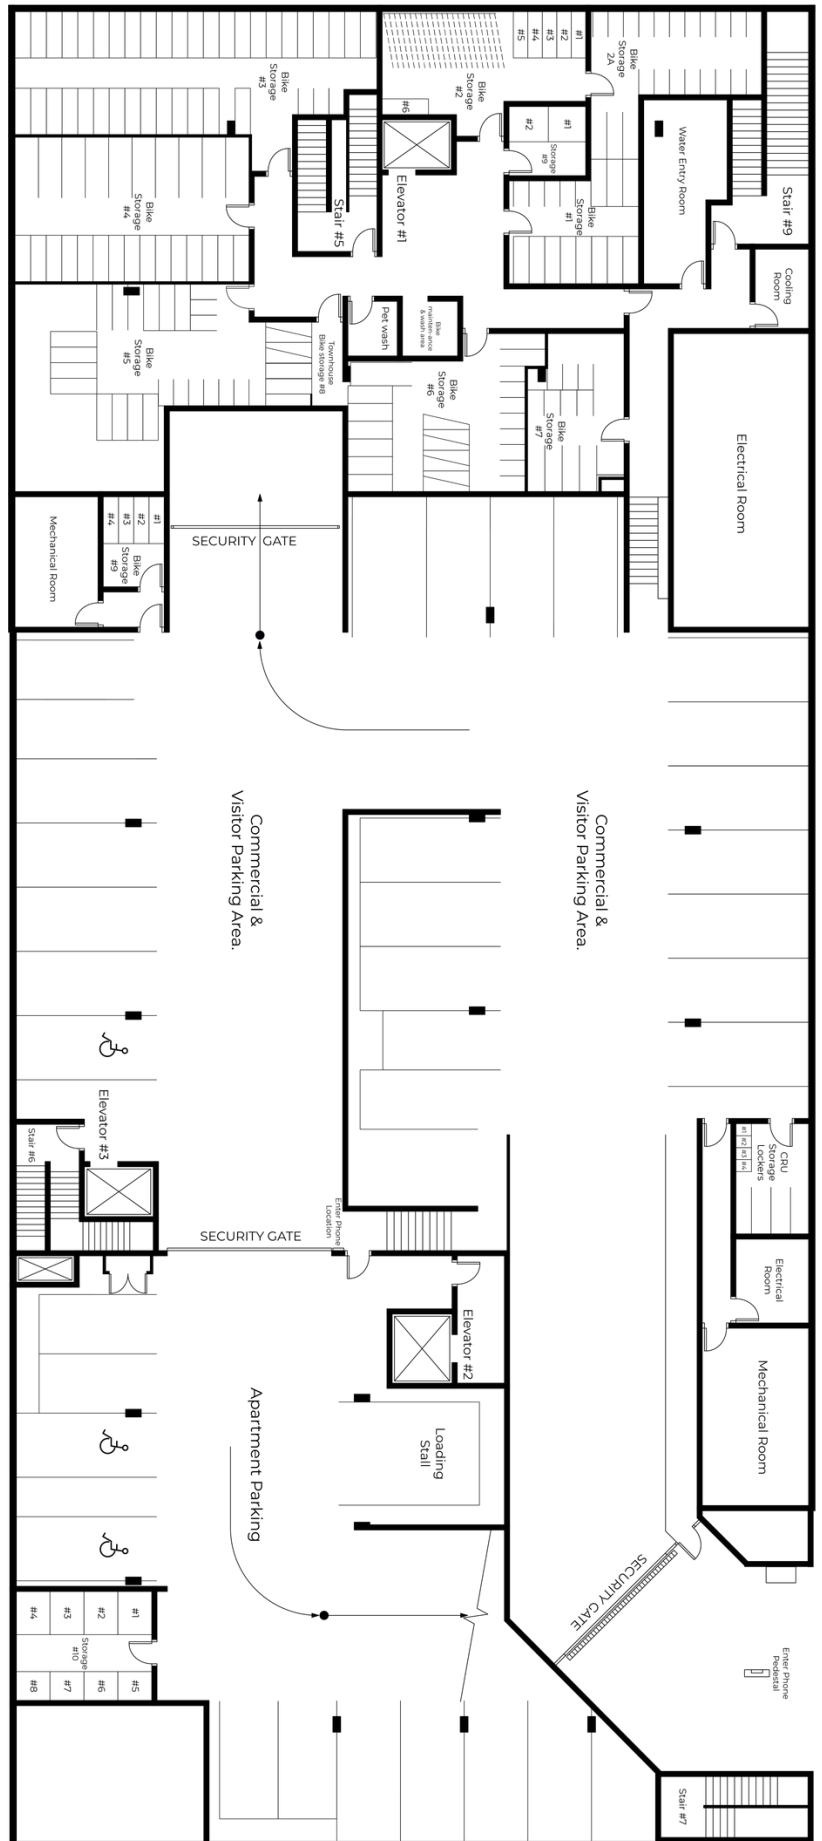 Bike
Storage
#3
#5
#4
#3
#2
#1
Bike
Storage
#2
#6
Bike
Storage
2A
#2
#1
Storage
#9
Water Entry Room
Stair #9
Bike
Storage
#4
Stair #5
Elevator #1
Bike
Storage
#1
Cooling
Room
Bike
Storage
#5
Townhouse
Bike storage #8
Pet wash
Bike
mainten-ance
& wash area
Bike
Storage
#6
Bike
Storage
#7
Electrical Room
Mechanical Room
#4
#3
#2
#1
Bike
Storage
#9
SECURITY GATE
Commercial &
Visitor Parking Area.
Commercial &
Visitor Parking Area.
Elevator #3
Stair #6
Enter Phone
Location
SECURITY GATE
#1
#2
#3
#4
CRU
Storage
Lockers
Electrical
Room
Mechanical Room
Elevator #2
Loading
Stall
Apartment Parking
SECURITY GATE
#4
#3
#2
#1
Storage
#10
#8
#7
#6
#5
Enter Phone
Pedestal
Stair #7